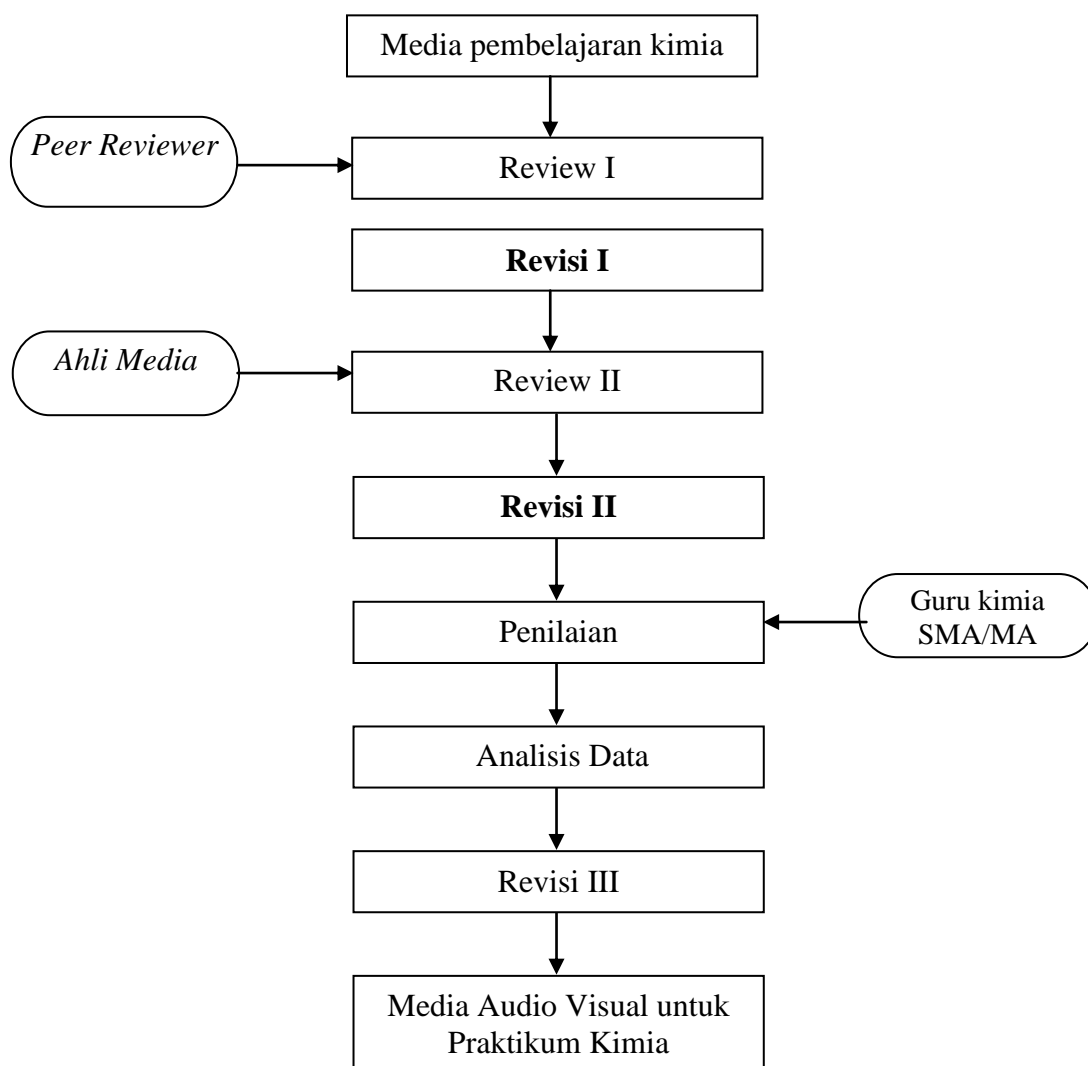 Media pembelajaran kimia
Peer Reviewer
Review I
Revisi I
Ahli Media
Review II
Revisi II
Guru kimia
SMA/MA
Penilaian
Analisis Data
Revisi III
Media Audio Visual untuk
Praktikum Kimia